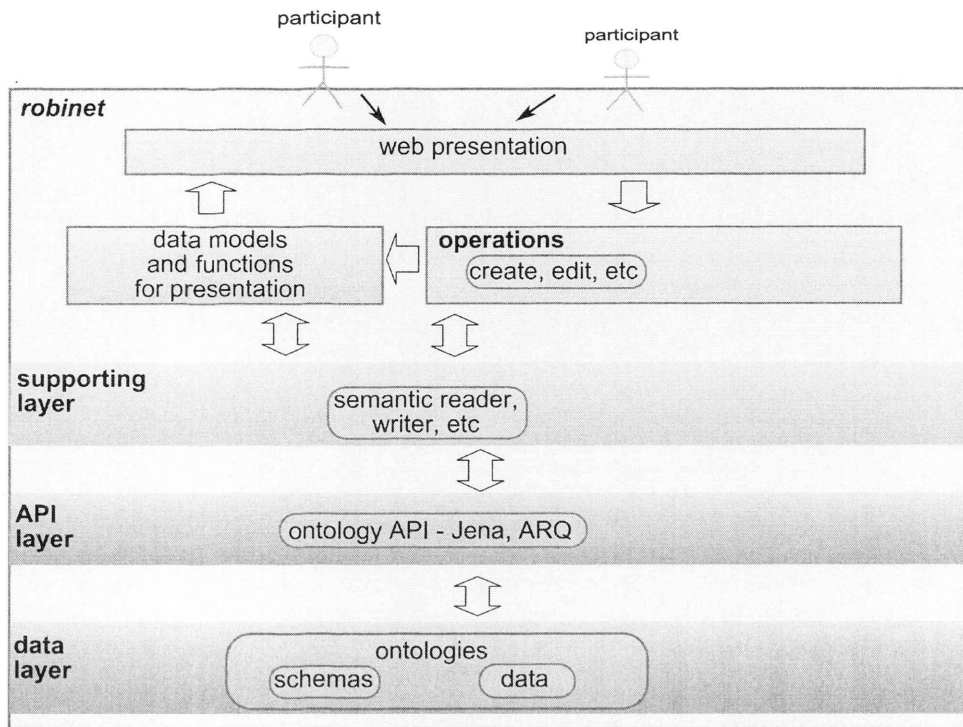 participant
participant
robinet
web presentation
data models
and functions
for presentation
operations
create, edit, etc
supporting
layer
semantic reader,
writer, etc
API
layer
ontology API - Jena, ARQ
data
layer
ontologies
schemas
data